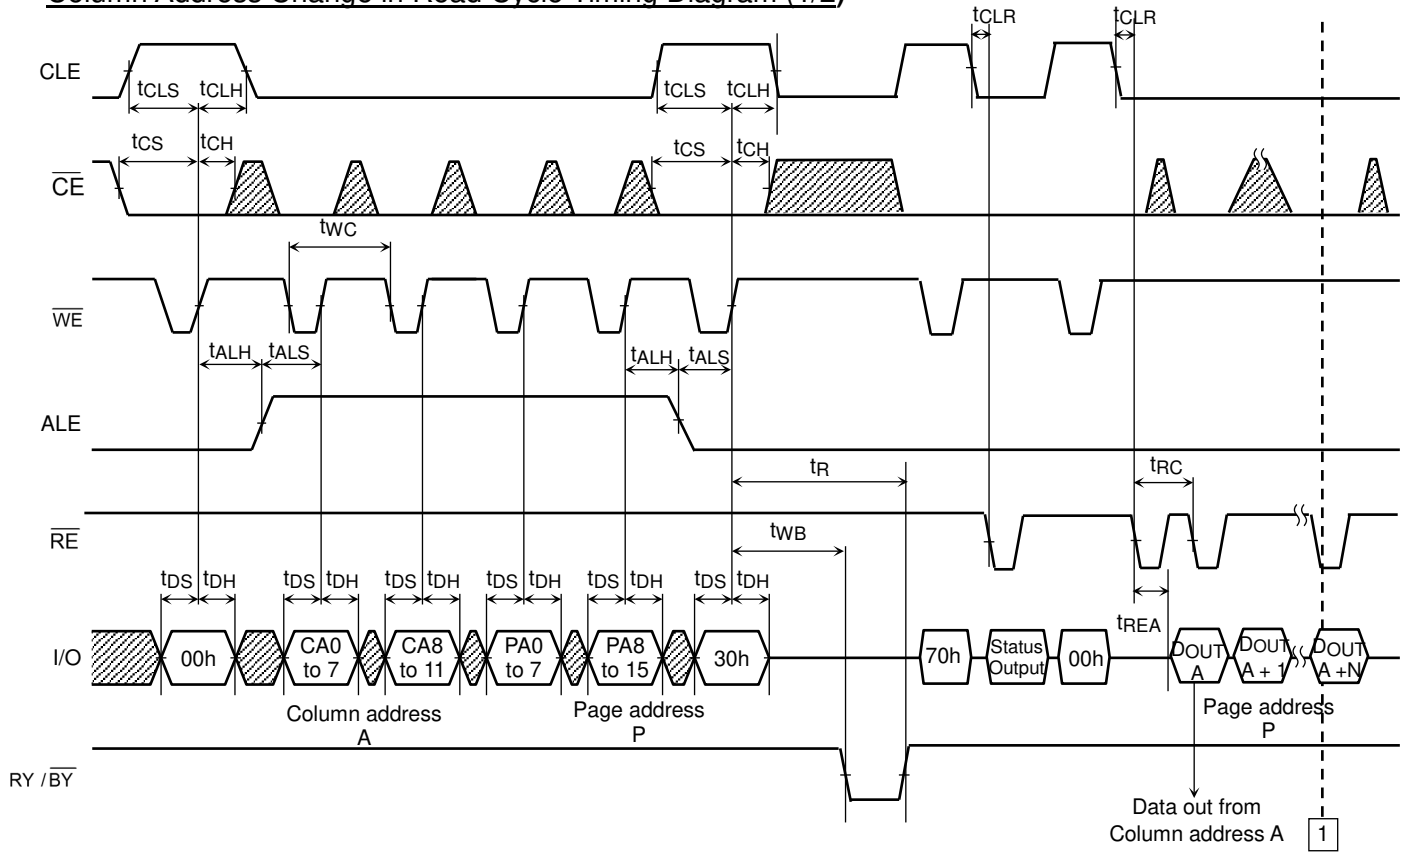 Column Address Change in Read Cycle Timing Diagram (1/2)
tCLR tCLR
CLE
tCLS tCLH tCLS tCLH
tCS tCH tCS tCH
CE
tWC
WE
tALH tALS tALH tALS
ALE
tR tRC
RE
tWB
tDS tDH tDS tDH tDS tDH tDS tDH tDS tDH tDS tDH
tREA
I/O
00h
CA0
to 7
CA8
to 11
PA0
to 7
PA8
to 15
30h
70h
Status
Output
00h
DOUT
A
DOUT
A + 1
DOUT
A +N
Column address
A
Page address
P
Page address
P
RY / BY
Data out from
Column address A
1